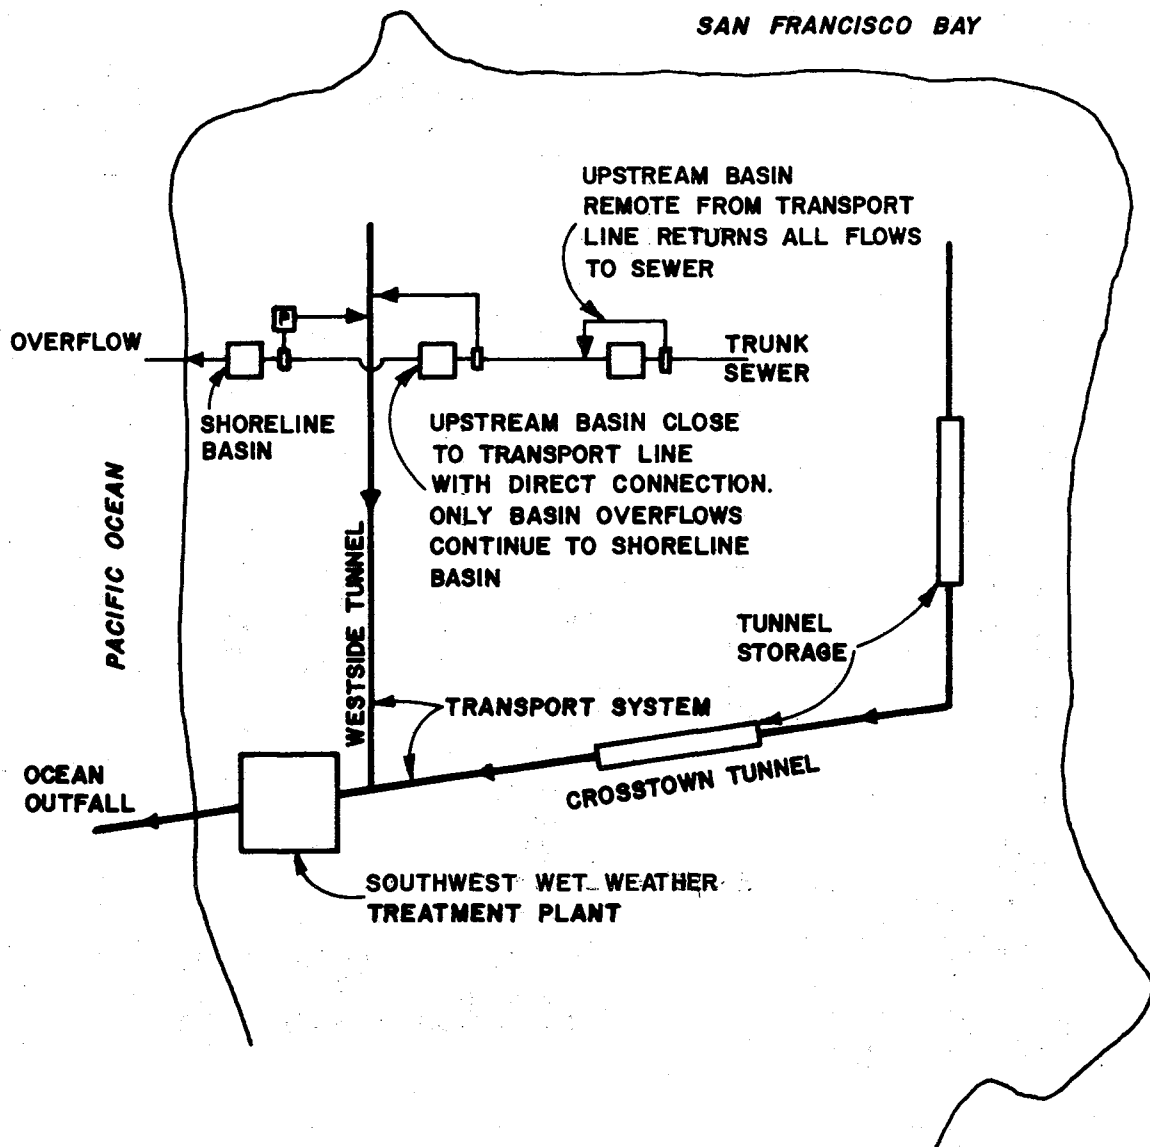 SAN FRANCISCO BAY
UPSTREAM BASIN
REMOTE FROM TRANSPORT
LINE RETURNS ALL FLOWS
TO SEWER
P
OVERFLOW
TRUNK
SEWER
SHORELINE
BASIN
UPSTREAM BASIN CLOSE
TO TRANSPORT LINE
WITH DIRECT CONNECTION.
ONLY BASIN OVERFLOWS
CONTINUE TO SHORELINE
BASIN
PACIFIC OCEAN
WESTSIDE TUNNEL
TUNNEL
STORAGE
TRANSPORT SYSTEM
CROSSTOWN TUNNEL
OCEAN
OUTFALL
SOUTHWEST WET WEATHER
TREATMENT PLANT